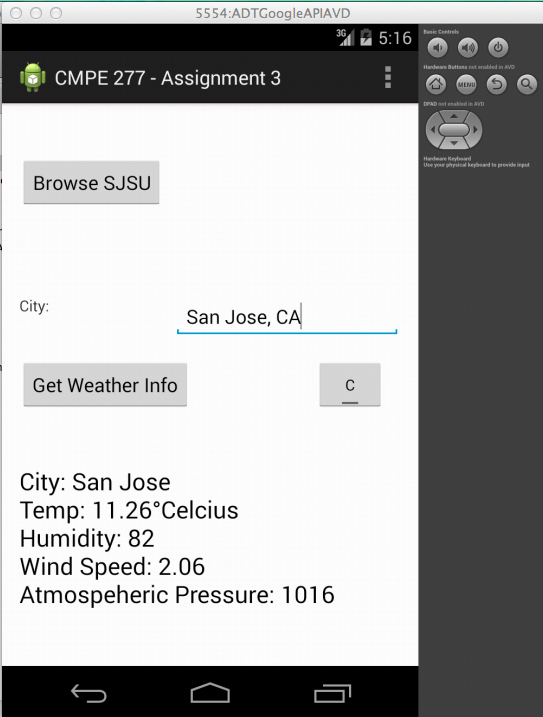 5554:ADTGoogleAPIAVD
3G 5:16
CMPE 277 - Assignment 3
Browse SJSU
City:
San Jose, CA
Get Weather Info
C
City: San Jose
Temp: 11.26°Celcius
Humidity: 82
Wind Speed: 2.06
Atmospeheric Pressure: 1016
Basic Controls
Hardware Buttons not enabled in AVD
MENU
DPAD not enabled in AVD
Hardware Keyboard
Use your physical keyboard to provide input